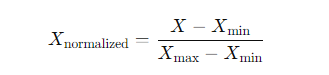 X_normalized = (X − X_min) / (X_max − X_min)